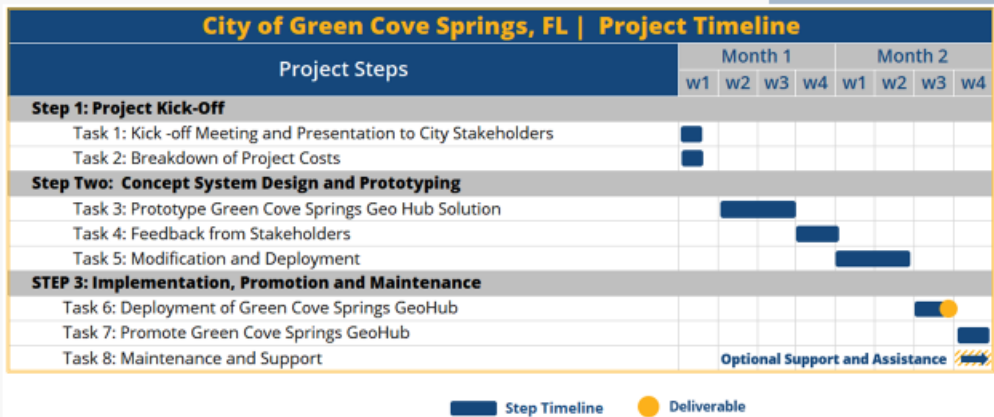 City of Green Cove Springs, FL | Project Timeline
Project Steps
Month 1 Month 2
w1 w2 w3 w4 w1 w2 w3 w4
Step 1: Project Kick-Off
Task 1: Kick -off Meeting and Presentation to City Stakeholders
Task 2: Breakdown of Project Costs
Step Two: Concept System Design and Prototyping
Task 3: Prototype Green Cove Springs Geo Hub Solution
Task 4: Feedback from Stakeholders
Task 5: Modification and Deployment
STEP 3: Implementation, Promotion and Maintenance
Task 6: Deployment of Green Cove Springs GeoHub
Task 7: Promote Green Cove Springs GeoHub
Task 8: Maintenance and Support Optional Support and Assistance
Step Timeline Deliverable